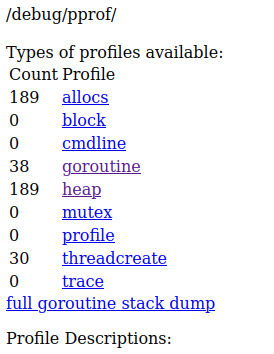 /debug/pprof/
Types of profiles available:
Count Profile
189 allocs
0 block
0 cmdline
38 goroutine
189 heap
0 mutex
0 profile
30 threadcreate
0 trace
full goroutine stack dump
Profile Descriptions: